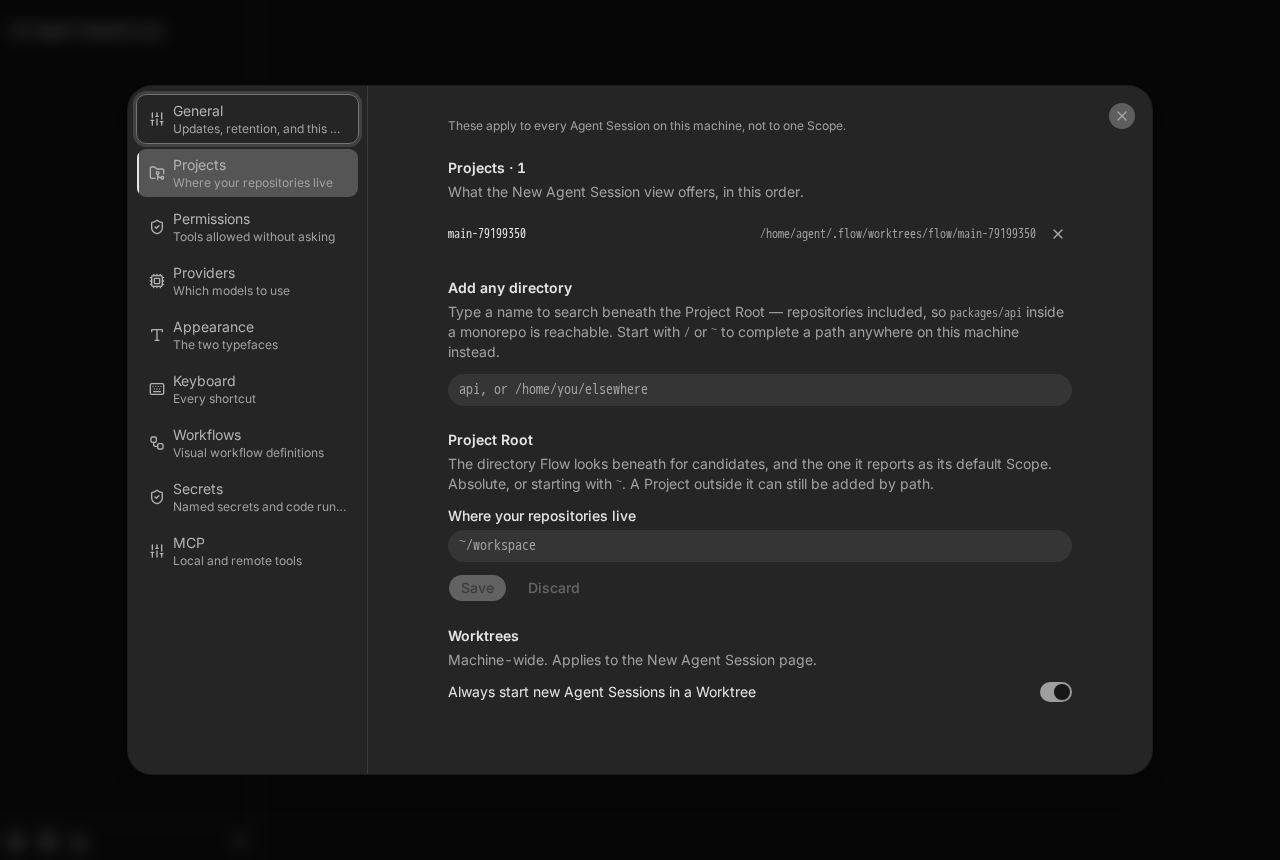 General
Updates, retention, and this ...
Projects
Where your repositories live
Permissions
Tools allowed without asking
Providers
Which models to use
Appearance
The two typefaces
Keyboard
Every shortcut
Workflows
Visual workflow definitions
Secrets
Named secrets and code run...
MCP
Local and remote tools
These apply to every Agent Session on this machine, not to one Scope.
Projects · 1
What the New Agent Session view offers, in this order.
main-79199350 /home/agent/.flow/worktrees/flow/main-79199350
Add any directory
Type a name to search beneath the Project Root — repositories included, so packages/api inside
a monorepo is reachable. Start with / or ~ to complete a path anywhere on this machine
instead.
api, or /home/you/elsewhere
Project Root
The directory Flow looks beneath for candidates, and the one it reports as its default Scope.
Absolute, or starting with ~. A Project outside it can still be added by path.
Where your repositories live
~/workspace
Save Discard
Worktrees
Machine-wide. Applies to the New Agent Session page.
Always start new Agent Sessions in a Worktree